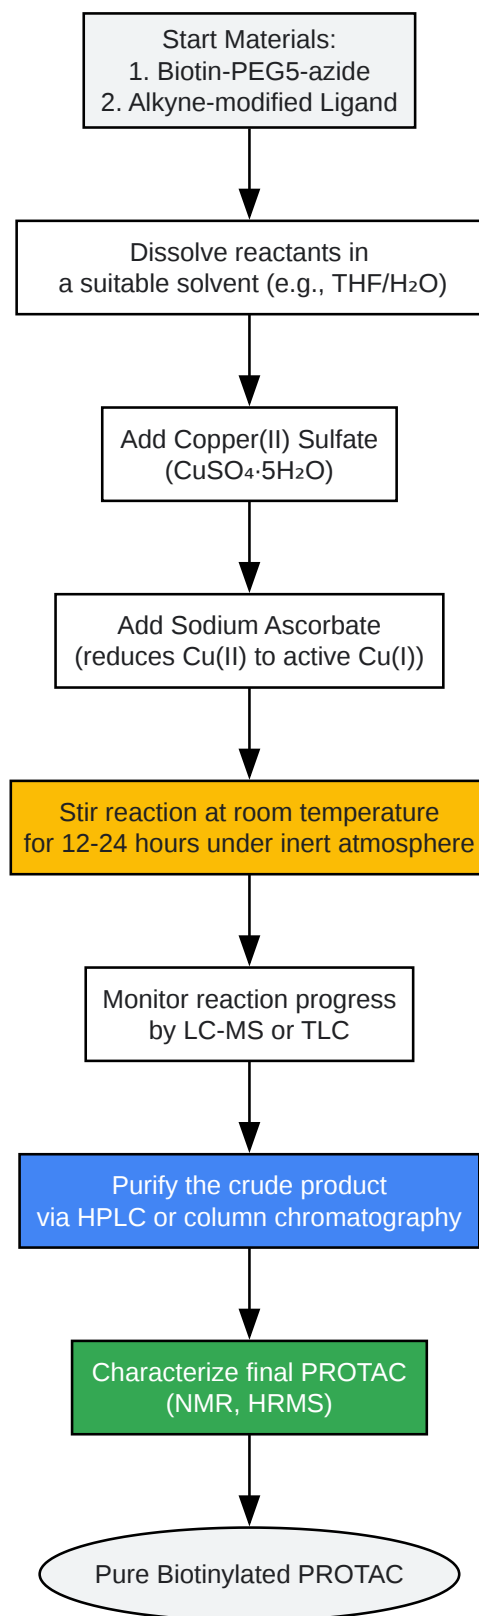 Start Materials:
1. Biotin-PEG5-azide
2. Alkyne-modified Ligand
Dissolve reactants in
a suitable solvent (e.g., THF/H₂O)
Add Copper(II) Sulfate
(CuSO₄·5H₂O)
Add Sodium Ascorbate
(reduces Cu(II) to active Cu(I))
Stir reaction at room temperature
for 12-24 hours under inert atmosphere
Monitor reaction progress
by LC-MS or TLC
Purify the crude product
via HPLC or column chromatography
Characterize final PROTAC
(NMR, HRMS)
Pure Biotinylated PROTAC